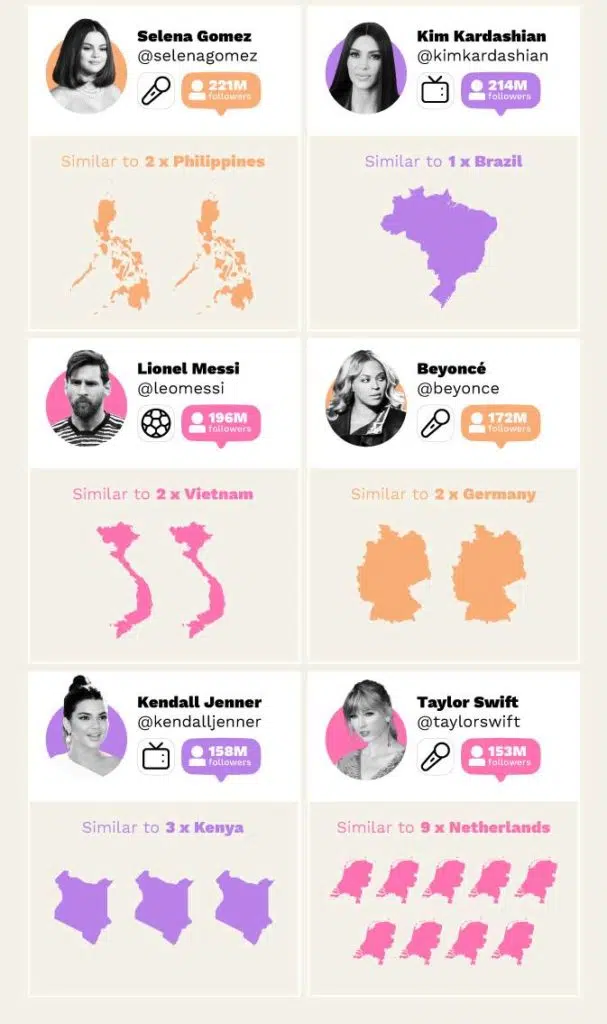 Selena Gomez
@selenagomez
221M
followers
Similar to 2 x Philippines
Kim Kardashian
@kimkardashian
214M
followers
Similar to 1 x Brazil
Lionel Messi
@leomessi
196M
followers
Similar to 2 x Vietnam
Beyoncé
@beyonce
172M
followers
Similar to 2 x Germany
Kendall Jenner
@kendalljenner
158M
followers
Similar to 3 x Kenya
Taylor Swift
@taylorswift
153M
followers
Similar to 9 x Netherlands